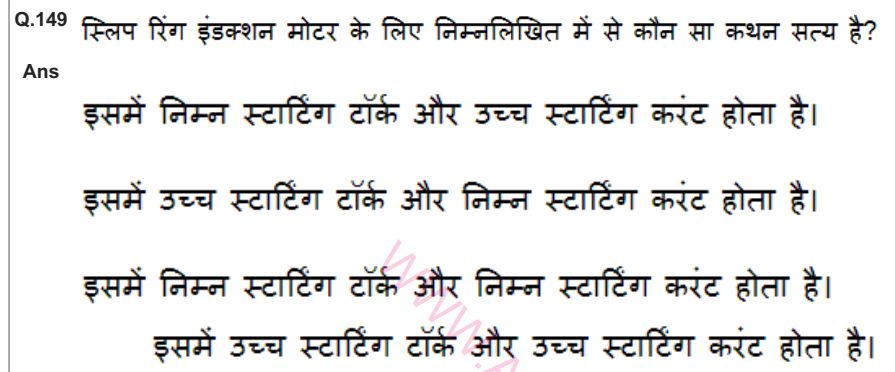 Q.149 स्लिप रिंग इंडक्शन मोटर के लिए निम्नलिखित में से कौन सा कथन सत्य है?
Ans
इसमें निम्न स्टार्टिंग टॉर्क और उच्च स्टार्टिंग करंट होता है।
इसमें उच्च स्टार्टिंग टॉर्क और निम्न स्टार्टिंग करंट होता है।
इसमें निम्न स्टार्टिंग टॉर्क और निम्न स्टार्टिंग करंट होता है।
इसमें उच्च स्टार्टिंग टॉर्क और उच्च स्टार्टिंग करंट होता है।